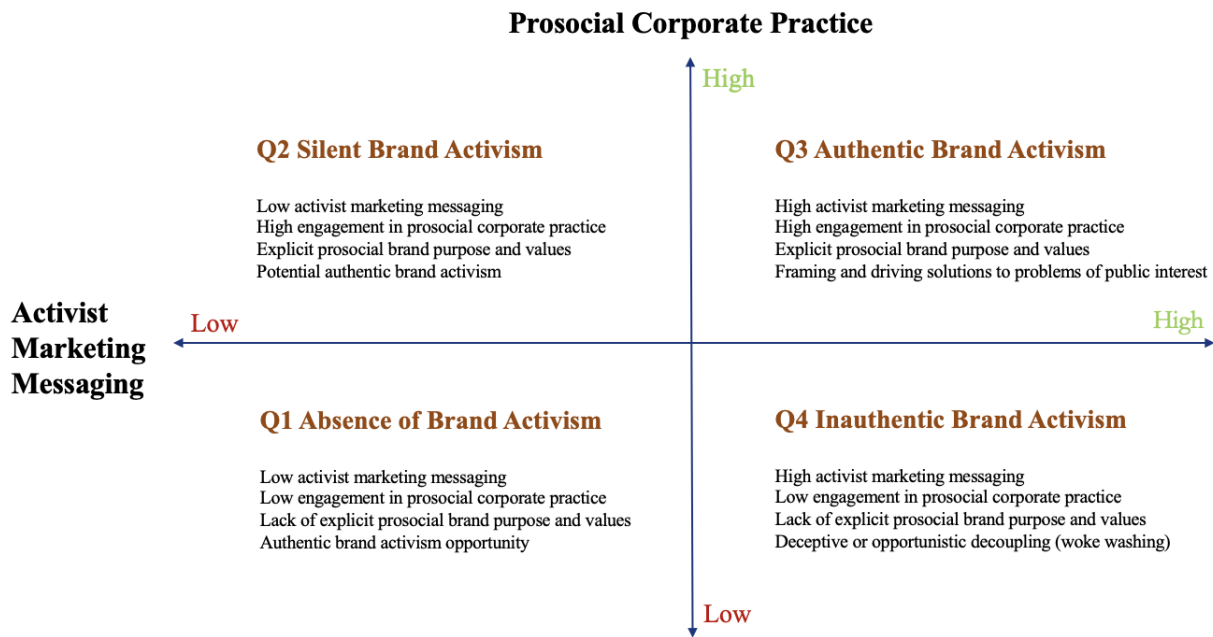 Prosocial Corporate Practice
High
Q2 Silent Brand Activism
Low activist marketing messaging
High engagement in prosocial corporate practice
Explicit prosocial brand purpose and values
Potential authentic brand activism
Q3 Authentic Brand Activism
High activist marketing messaging
High engagement in prosocial corporate practice
Explicit prosocial brand purpose and values
Framing and driving solutions to problems of public interest
Activist
Marketing
Messaging
Low
High
Q1 Absence of Brand Activism
Low activist marketing messaging
Low engagement in prosocial corporate practice
Lack of explicit prosocial brand purpose and values
Authentic brand activism opportunity
Q4 Inauthentic Brand Activism
High activist marketing messaging
Low engagement in prosocial corporate practice
Lack of explicit prosocial brand purpose and values
Deceptive or opportunistic decoupling (woke washing)
Low